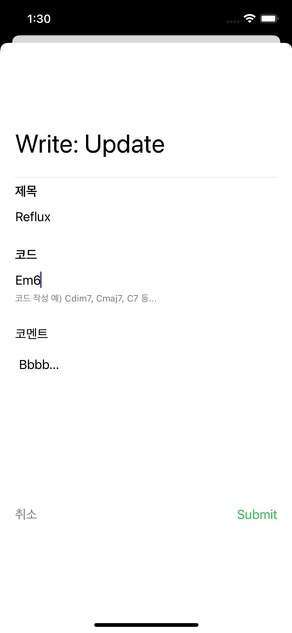 1:30
Write: Update
제목
Reflux
코드
Em6
코드 작성 예) Cdim7, Cmaj7, C7 등...
코멘트
Bbbb...
취소
Submit